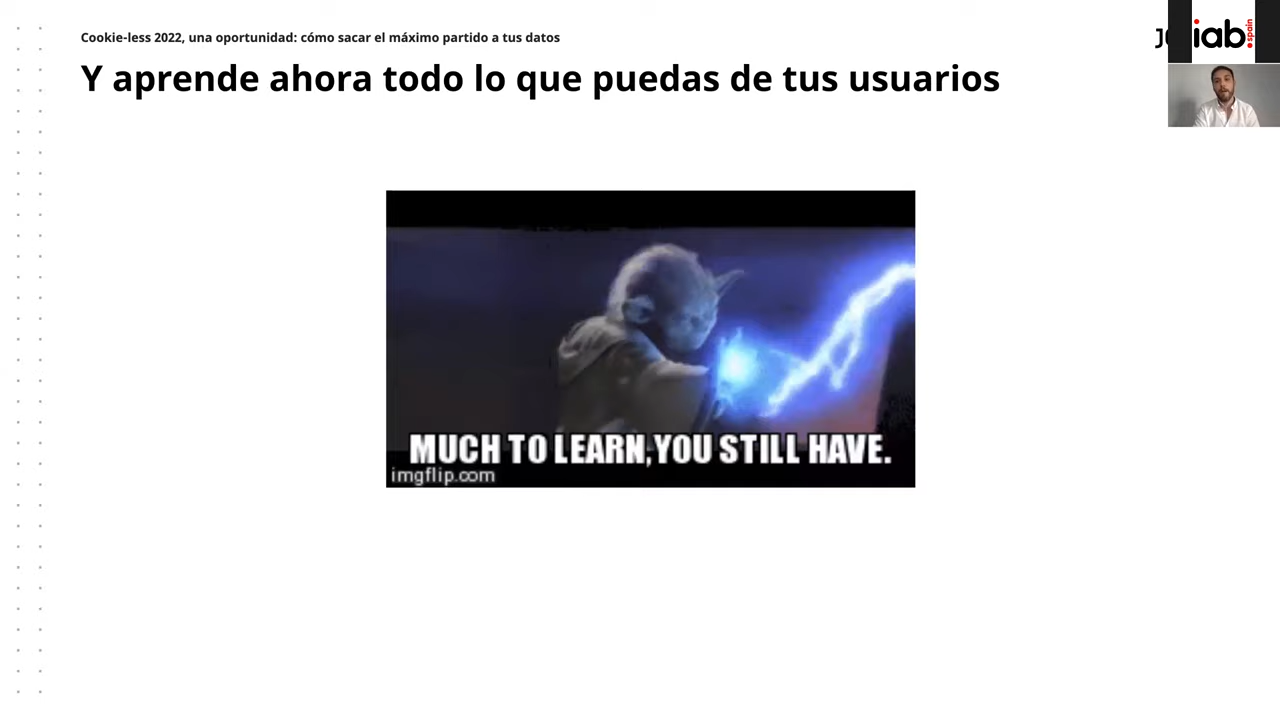 Cookie-less 2022, una oportunidad: cómo sacar el máximo partido a tus datos
Y aprende ahora todo lo que puedas de tus usuarios
iab
spain
MUCH TO LEARN,YOU STILL HAVE.
imgflip.com